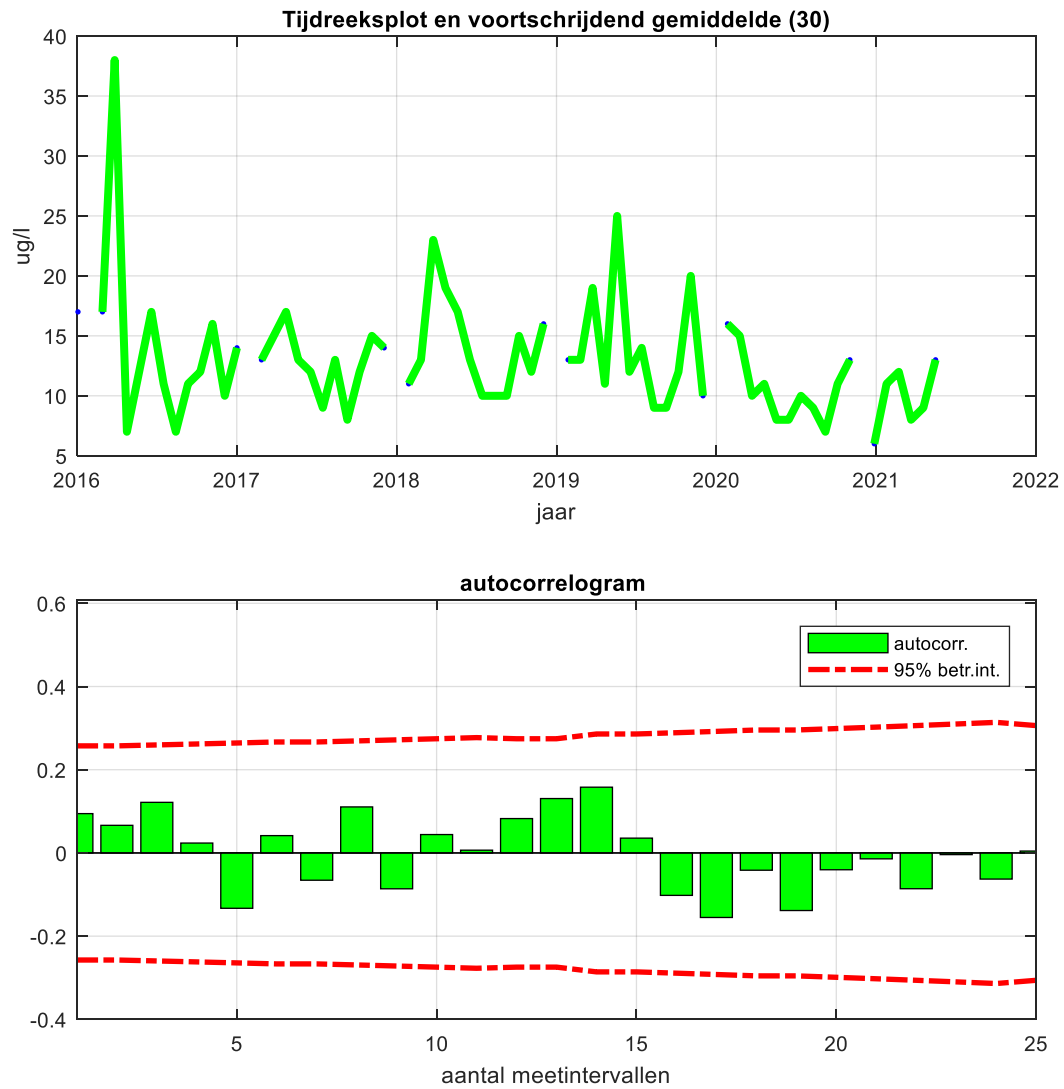 Tijdreeksplot en voortschrijdend gemiddelde (30)
40
35
30
25
20
15
10
5
ug/l
2016 2017 2018 2019 2020 2021 2022
jaar
autocorrelogram
0.6
0.4
0.2
0
-0.2
-0.4
autocorr.
95% betr.int.
5 10 15 20 25
aantal meetintervallen